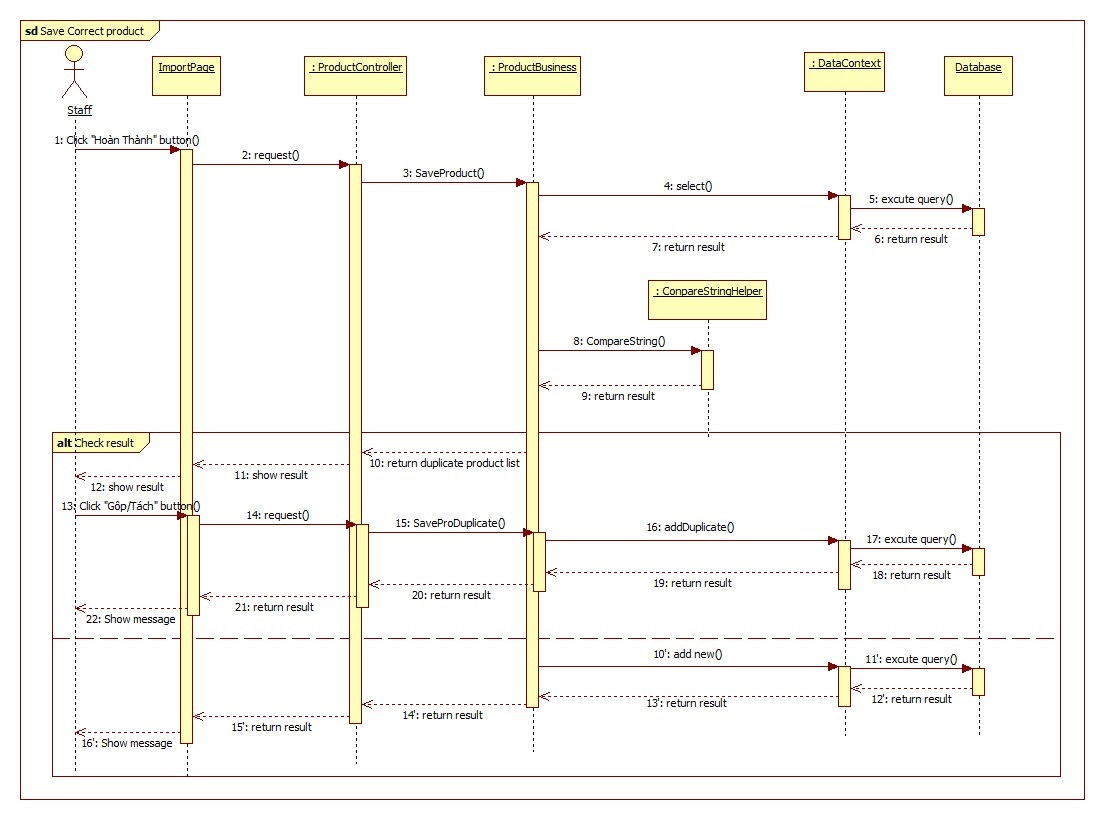 sd Save Correct product
Staff
ImportPage
: ProductController
: ProductBusiness
: DataContext
Database
1: Click "Hoàn Thành" button()
2: request()
3: SaveProduct()
4: select()
5: excute query()
6: return result
7: return result
: ConpareStringHelper
8: CompareString()
9: return result
alt Check result
10: return duplicate product list
11: show result
12: show result
13: Click "Gôp/Tách" button()
14: request()
15: SaveProDuplicate()
16: addDuplicate()
17: excute query()
18: return result
19: return result
20: return result
21: return result
22: Show message
10': add new()
11': excute query()
12': return result
13': return result
14': return result
15': return result
16': Show message